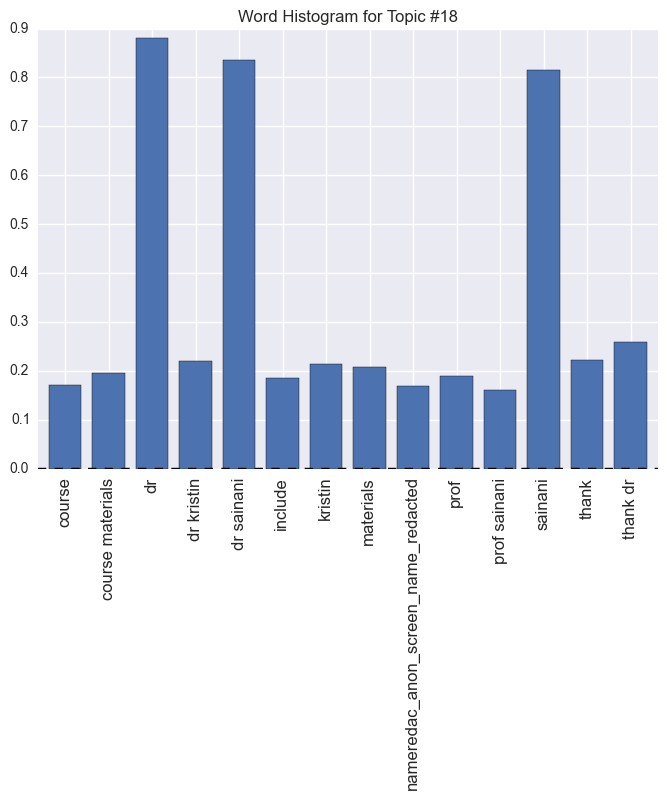 Word Histogram for Topic #18
0.9
0.8
0.7
0.6
0.5
0.4
0.3
0.2
0.1
0.0
course
course materials
dr
dr kristin
dr sainani
include
kristin
materials
nameredac_anon_screen_name_redacted
prof
prof sainani
sainani
thank
thank dr